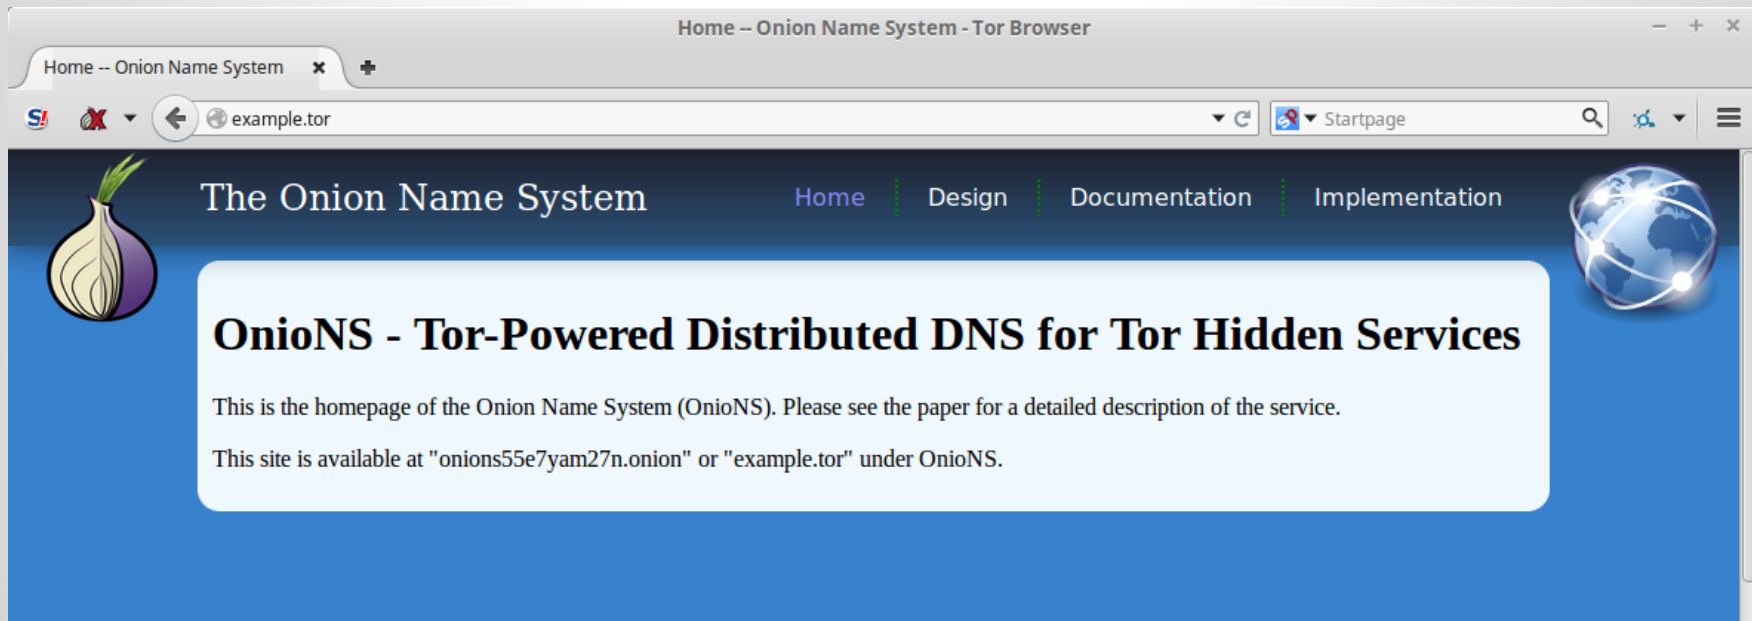 Home -- Onion Name System - Tor Browser
Home -- Onion Name System
S!
example.tor
Startpage
The Onion Name System
Home
Design
Documentation
Implementation
OnioNS - Tor-Powered Distributed DNS for Tor Hidden Services
This is the homepage of the Onion Name System (OnioNS). Please see the paper for a detailed description of the service.
This site is available at "onions55e7yam27n.onion" or "example.tor" under OnioNS.